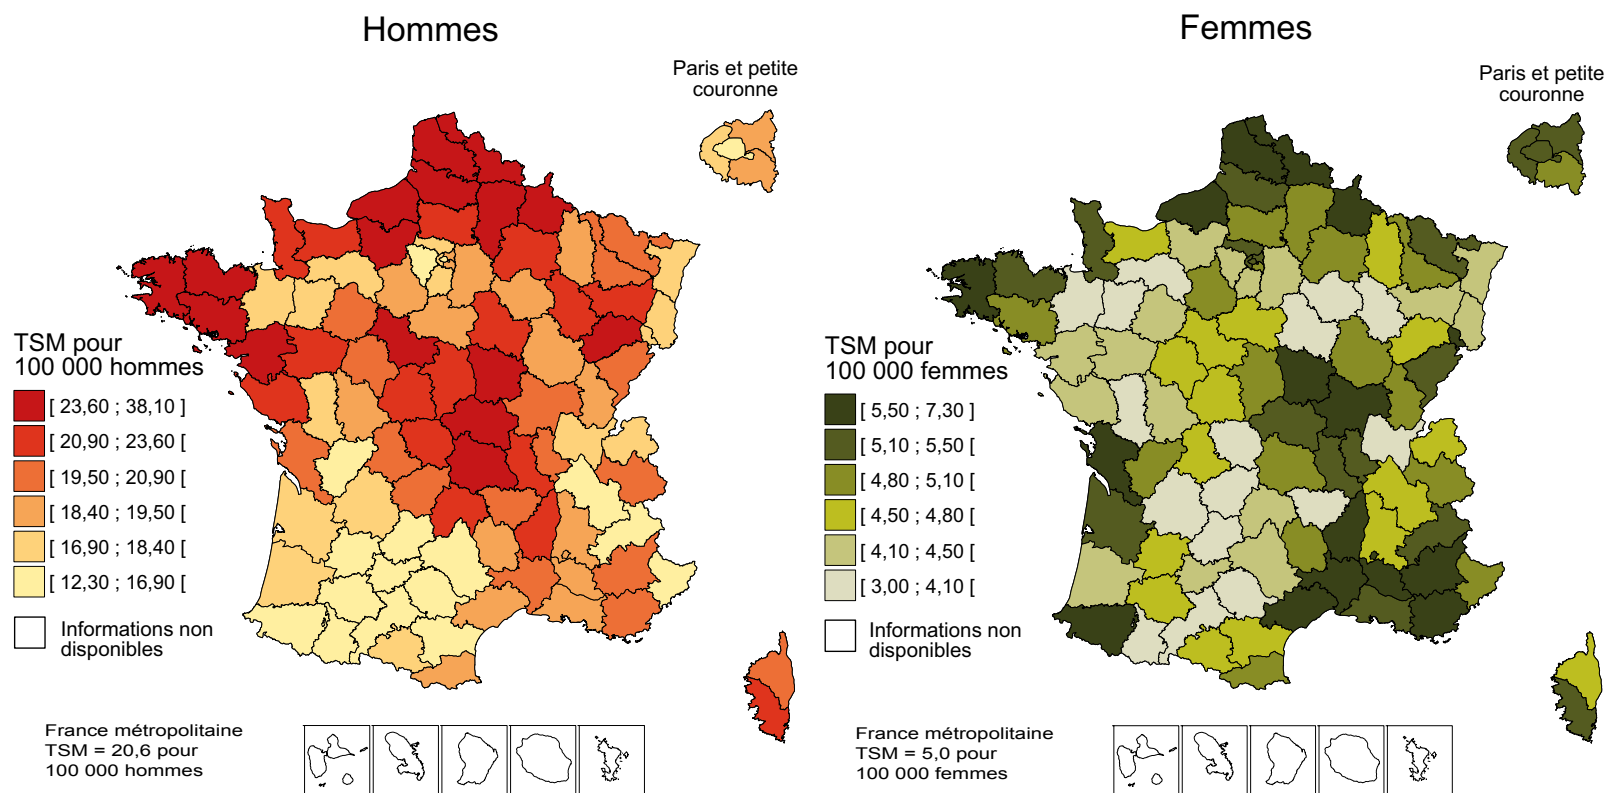 Hommes
Paris et petite
couronne
TSM pour
100 000 hommes
[ 23,60 ; 38,10 ]
[ 20,90 ; 23,60 [
[ 19,50 ; 20,90 [
[ 18,40 ; 19,50 [
[ 16,90 ; 18,40 [
[ 12,30 ; 16,90 [
Informations non
disponibles
France métropolitaine
TSM = 20,6 pour
100 000 hommes
Femmes
Paris et petite
couronne
TSM pour
100 000 femmes
[ 5,50 ; 7,30 ]
[ 5,10 ; 5,50 [
[ 4,80 ; 5,10 [
[ 4,50 ; 4,80 [
[ 4,10 ; 4,50 [
[ 3,00 ; 4,10 [
Informations non
disponibles
France métropolitaine
TSM = 5,0 pour
100 000 femmes